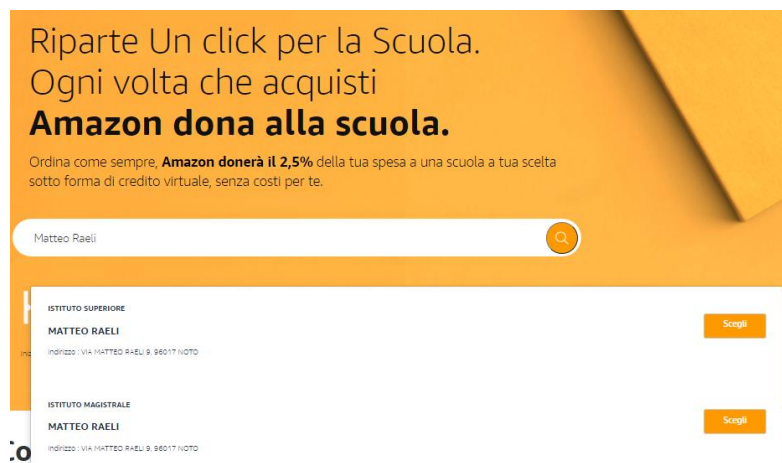 Riparte Un click per la Scuola.
Ogni volta che acquisti
Amazon dona alla scuola.
Ordina come sempre, Amazon donerà il 2,5% della tua spesa a una scuola a tua scelta
sotto forma di credito virtuale, senza costi per te.
Matteo Raeli
ISTITUTO SUPERIORE
MATTEO RAELI
Indirizzo : VIA MATTEO RAELI 9, 96017 NOTO
Scegli
ISTITUTO MAGISTRALE
MATTEO RAELI
Indirizzo : VIA MATTEO RAELI 9, 96017 NOTO
Scegli